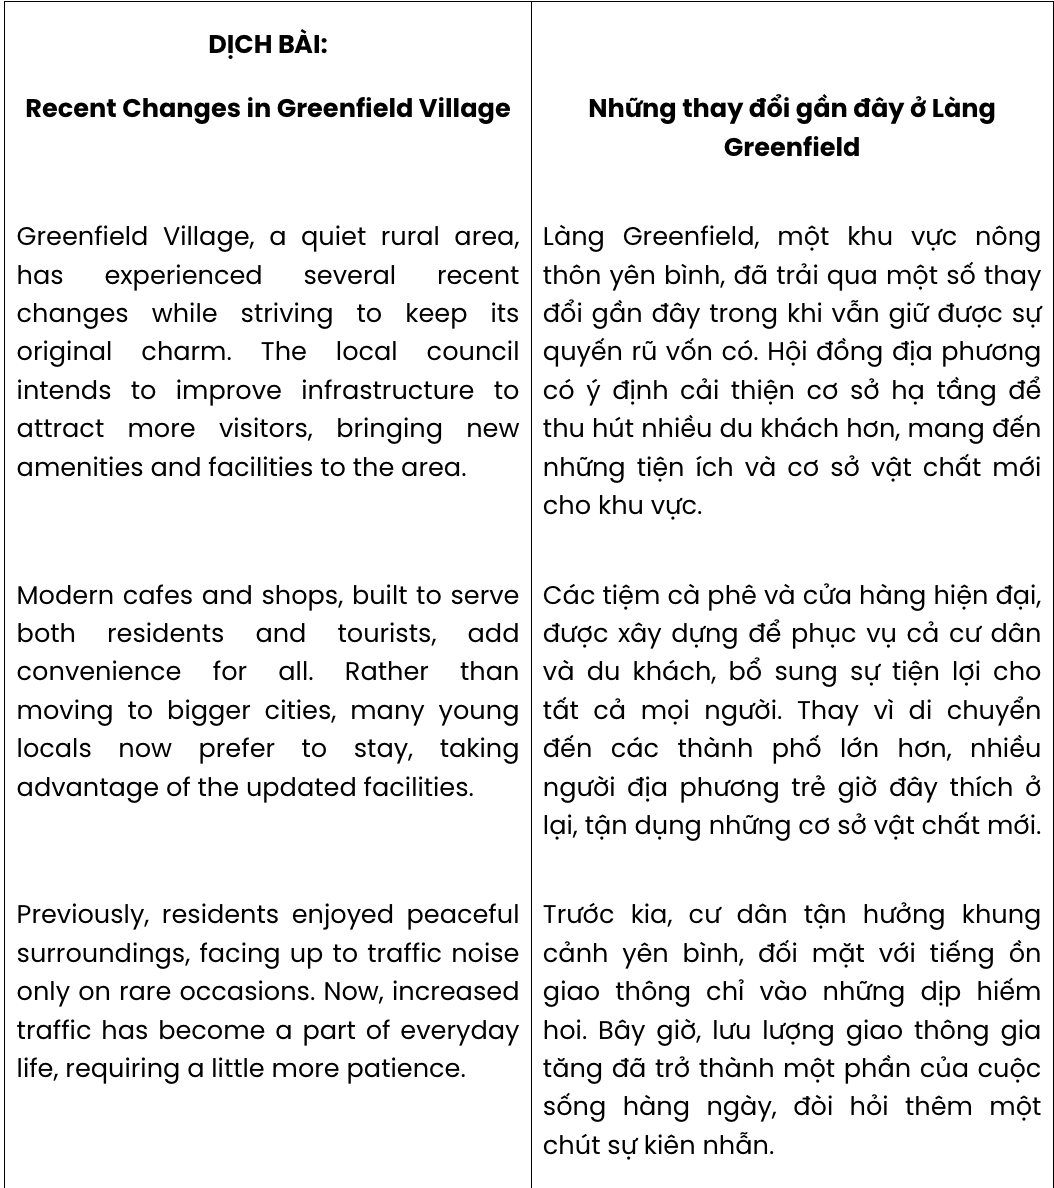 DỊCH BÀI:
Recent Changes in Greenfield Village
Greenfield Village, a quiet rural area,
has experienced several recent
changes while striving to keep its
original charm. The local council
intends to improve infrastructure to
attract more visitors, bringing new
amenities and facilities to the area.
Modern cafes and shops, built to serve
both residents and tourists, add
convenience for all. Rather than
moving to bigger cities, many young
locals now prefer to stay, taking
advantage of the updated facilities.
Previously, residents enjoyed peaceful
surroundings, facing up to traffic noise
only on rare occasions. Now, increased
traffic has become a part of everyday
life, requiring a little more patience.
Những thay đổi gần đây ở Làng
Greenfield
Làng Greenfield, một khu vực nông
thôn yên bình, đã trải qua một số thay
đổi gần đây trong khi vẫn giữ được sự
quyến rũ vốn có. Hội đồng địa phương
có ý định cải thiện cơ sở hạ tầng để
thu hút nhiều du khách hơn, mang đến
những tiện ích và cơ sở vật chất mới
cho khu vực.
Các tiệm cà phê và cửa hàng hiện đại,
được xây dựng để phục vụ cả cư dân
và du khách, bổ sung sự tiện lợi cho
tất cả mọi người. Thay vì di chuyển
đến các thành phố lớn hơn, nhiều
người địa phương trẻ giờ đây thích ở
lại, tận dụng những cơ sở vật chất mới.
Trước kia, cư dân tận hưởng khung
cảnh yên bình, đối mặt với tiếng ồn
giao thông chỉ vào những dịp hiếm
hoi. Bây giờ, lưu lượng giao thông gia
tăng đã trở thành một phần của cuộc
sống hàng ngày, đòi hỏi thêm một
chút sự kiên nhẫn.